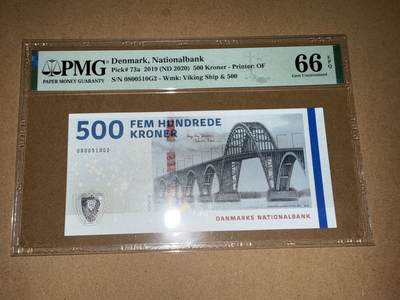 PMG
PAPER MONEY GUARANTY
Denmark, Nationalbank
Pick# 73a 2019 (ND 2020) 500 Kroner - Printer: OF
S/N 0800510G2 - Wmk: Viking Ship & 500
66 EPQ
Gem Uncirculated
500 FEM HUNDREDE
KRONER
0800510G2
DANMARKS NATIONALBANK